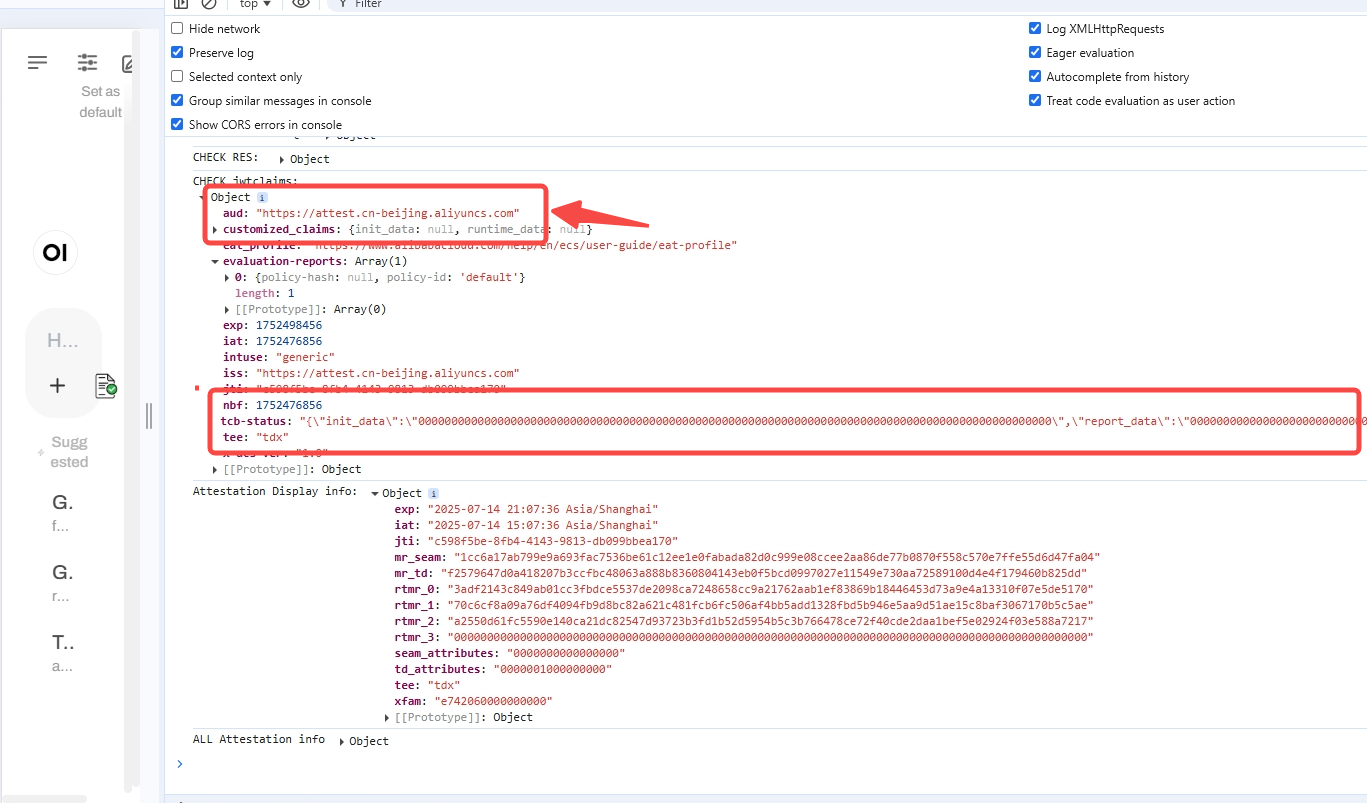 top ▼ Filter
Hide network
Log XMLHttpRequests
Preserve log
Eager evaluation
Selected context only
Autocomplete from history
Group similar messages in console
Treat code evaluation as user action
Show CORS errors in console
Set as
default
OI
H...
+
Sugg
ested
G.
f...
G.
r...
T..
a...
Object
CHECK RES: ▸ Object
CHECK jwtclaims:
Object i
aud: "https://attest.cn-beijing.aliyuncs.com"
▸ customized_claims: {init_data: null, runtime_data: null}
eat_profile: "https://www.alibabacloud.com/help/en/ecs/user-guide/eat-profile"
▾ evaluation-reports: Array(1)
▸ 0: {policy-hash: null, policy-id: 'default'}
length: 1
▸ [[Prototype]]: Array(0)
exp: 1752498456
iat: 1752476856
intuse: "generic"
iss: "https://attest.cn-beijing.aliyuncs.com"
jti: "c598f5be-8fb4-4143-9813-db099bbea170"
nbf: 1752476856
tcb-status: "{\"init_data\":\"000000000000000000000000000000000000000000000000000000000000000000000000000000000000000000000000\",\"report_data\":\"0000000000000000000000000000
tee: "tdx"
▸ [[Prototype]]: Object
Attestation Display info: ▾ Object i
exp: "2025-07-14 21:07:36 Asia/Shanghai"
iat: "2025-07-14 15:07:36 Asia/Shanghai"
jti: "c598f5be-8fb4-4143-9813-db099bbea170"
mr_seam: "1cc6a17ab799e9a693fac7536be61c12ee1e0fabada82d0c999e08ccee2aa86de77b0870f558c570e7ffe55d6d47fa04"
mr_td: "f2579647d0a418207b3ccfbc48063a888b8360804143eb0f5bcd0997027e11549e730aa72589100d4e4f179460b825dd"
rtmr_0: "3adf2143c849ab01cc3fbdce5537de2098ca7248658cc9a21762aab1ef83869b18446453d73a9e4a13310f07e5de5170"
rtmr_1: "70c6cf8a09a76df4094fb9d8bc82a621c481fcb6fc506af4bb5add1328fbd5b946e5aa9d51ae15c8baf3067170b5c5ae"
rtmr_2: "a2550d61fc5590e140ca21dc82547d93723b3fd1b52d5954b5c3b766478ce72f40cde2daa1bef5e02924f03e588a7217"
rtmr_3: "000000000000000000000000000000000000000000000000000000000000000000000000000000000000000000000000"
seam_attributes: "0000000000000000"
td_attributes: "0000001000000000"
tee: "tdx"
xfam: "e742060000000000"
▸ [[Prototype]]: Object
ALL Attestation info ▸ Object